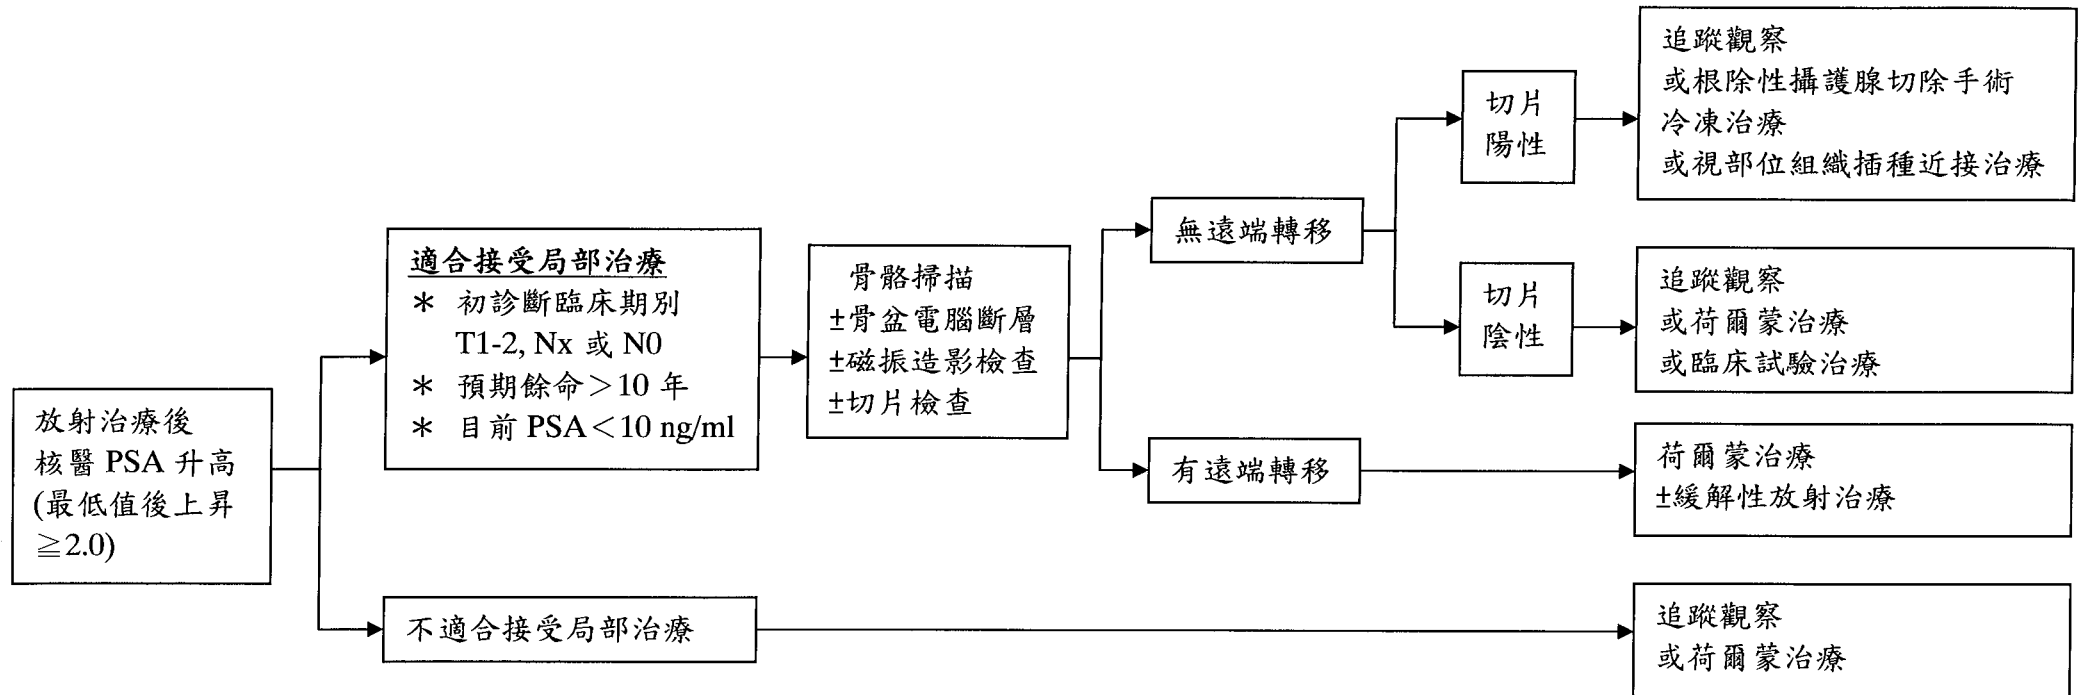 放射治療後
核醫 PSA 升高
(最低值後上昇
≧2.0)
適合接受局部治療
＊ 初診斷臨床期別
T1-2, Nx 或 N0
＊ 預期餘命＞10 年
＊ 目前 PSA＜10 ng/ml
不適合接受局部治療
骨骼掃描
±骨盆電腦斷層
±磁振造影檢查
±切片檢查
無遠端轉移
有遠端轉移
切片
陽性
切片
陰性
追蹤觀察
或根除性攝護腺切除手術
冷凍治療
或視部位組織插種近接治療
追蹤觀察
或荷爾蒙治療
或臨床試驗治療
荷爾蒙治療
±緩解性放射治療
追蹤觀察
或荷爾蒙治療